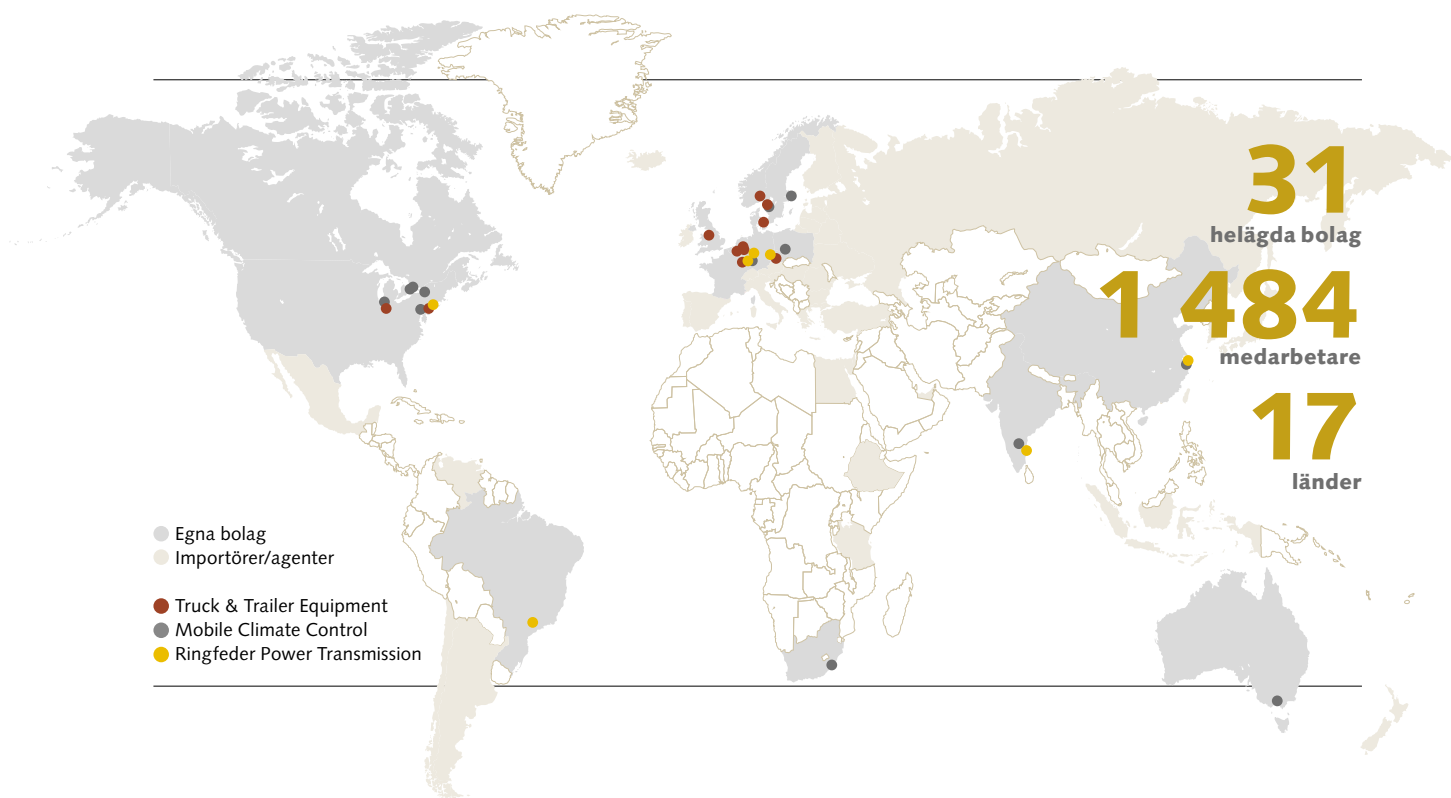 31
helägda bolag
1 484
medarbetare
17
länder
Egna bolag
Importörer/agenter
Truck & Trailer Equipment
Mobile Climate Control
Ringfeder Power Transmission